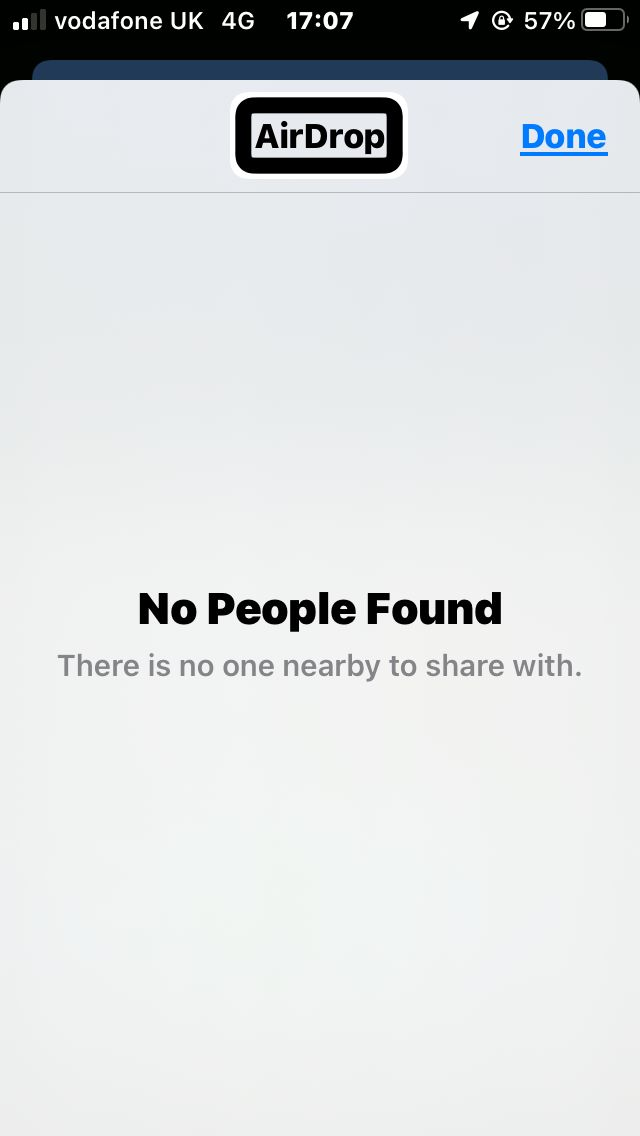 vodafone UK 4G 17:07 57%
AirDrop Done
No People Found
There is no one nearby to share with.